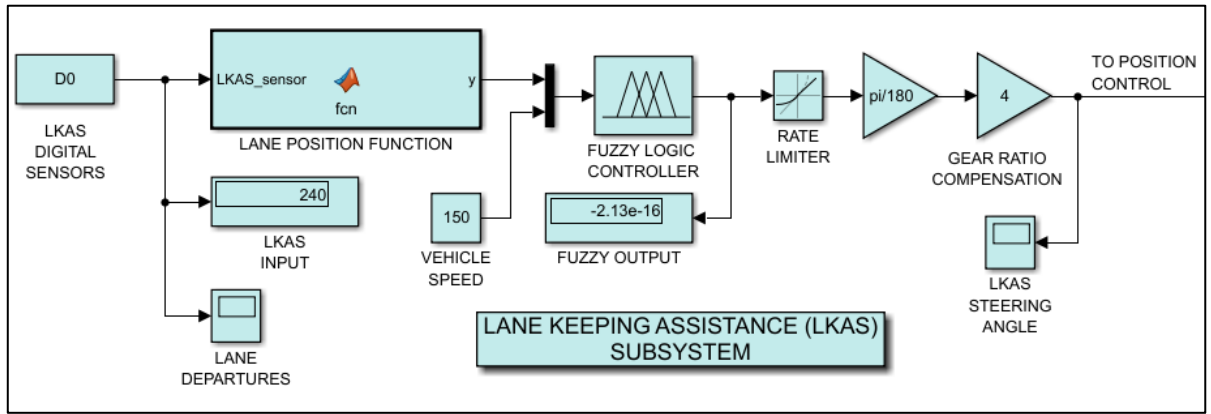 D0
LKAS
DIGITAL
SENSORS
LKAS_sensor
y
fcn
LANE POSITION FUNCTION
240
LKAS
INPUT
LANE
DEPARTURES
150
VEHICLE
SPEED
FUZZY LOGIC
CONTROLLER
-2.13e-16
FUZZY OUTPUT
RATE
LIMITER
pi/180
4
GEAR RATIO
COMPENSATION
TO POSITION
CONTROL
LKAS
STEERING
ANGLE
LANE KEEPING ASSISTANCE (LKAS)
SUBSYSTEM